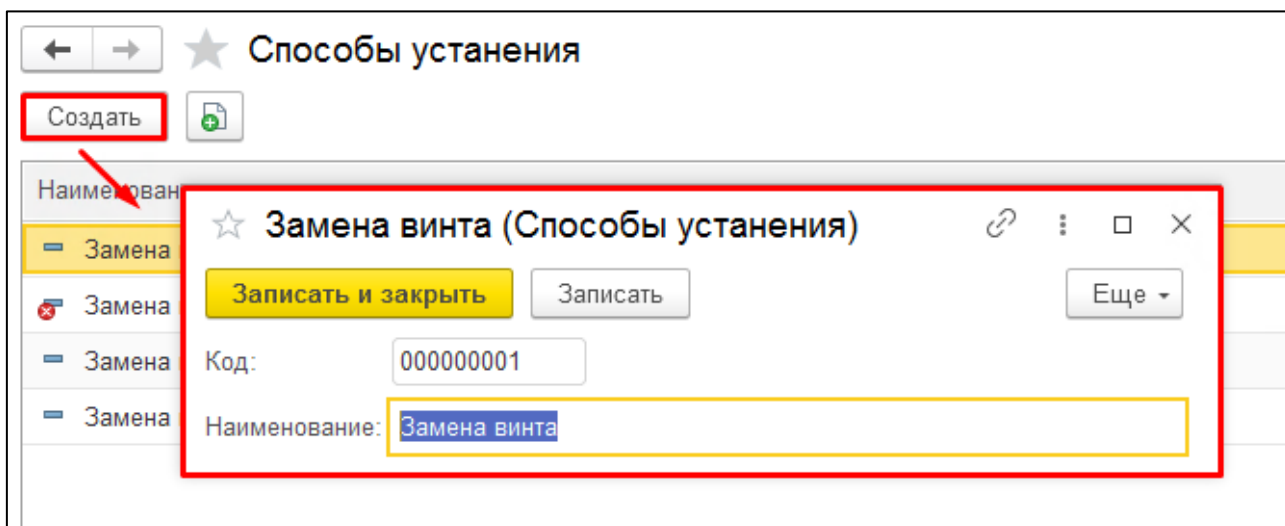 Способы устанения
Создать
Замена винта (Способы устанения)
Записать и закрыть
Записать
Еще
Замена
Замена
Замена
Замена
Код:
000000001
Наименование:
Замена винта